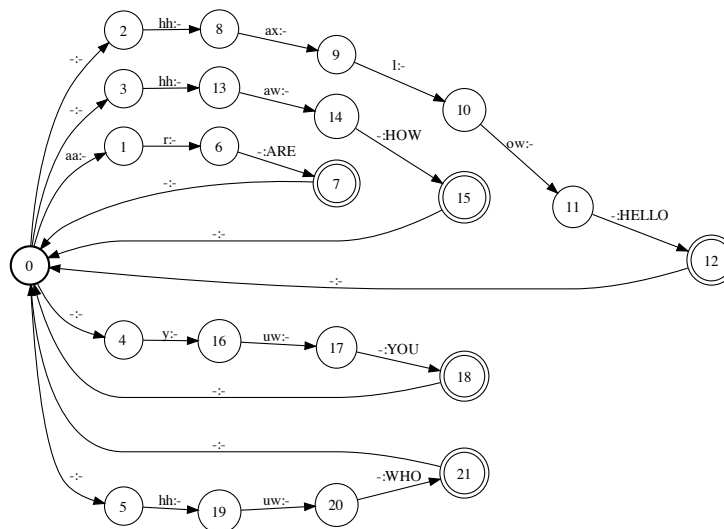 2 hh:- 8 ax:- 9 l:- 10 ow:- 11 -:HELLO 12
-:-
3 hh:- 13 aw:- 14 -:HOW 15
-:-
aa:- 1 r:- 6 -:ARE 7
-:-
-:-
0
-:-
-:- 4 y:- 16 uw:- 17 -:YOU 18
-:-
-:-
-:- 5 hh:- 19 uw:- 20 -:WHO 21